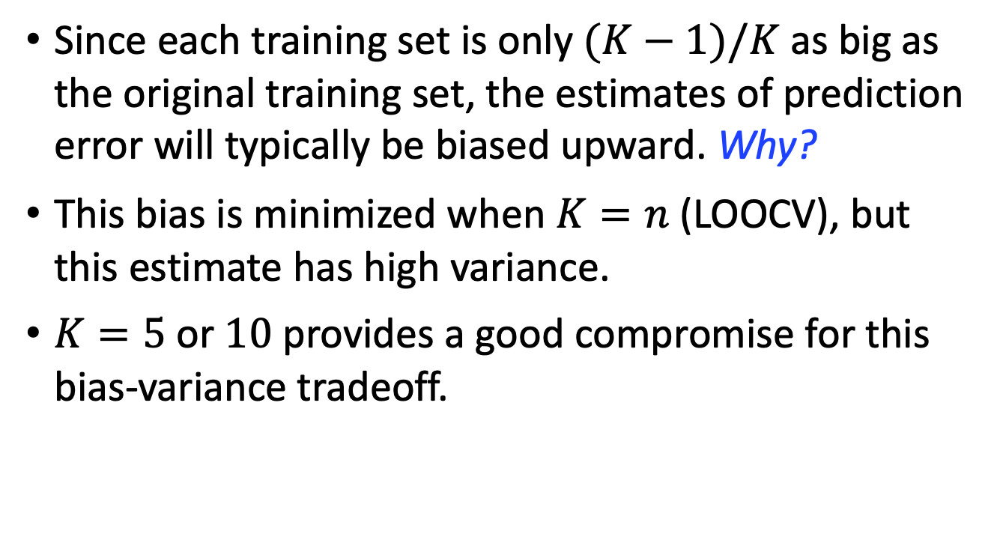 • Since each training set is only (K − 1)/K as big as
the original training set, the estimates of prediction
error will typically be biased upward. Why?
• This bias is minimized when K = n (LOOCV), but
this estimate has high variance.
• K = 5 or 10 provides a good compromise for this
bias-variance tradeoff.